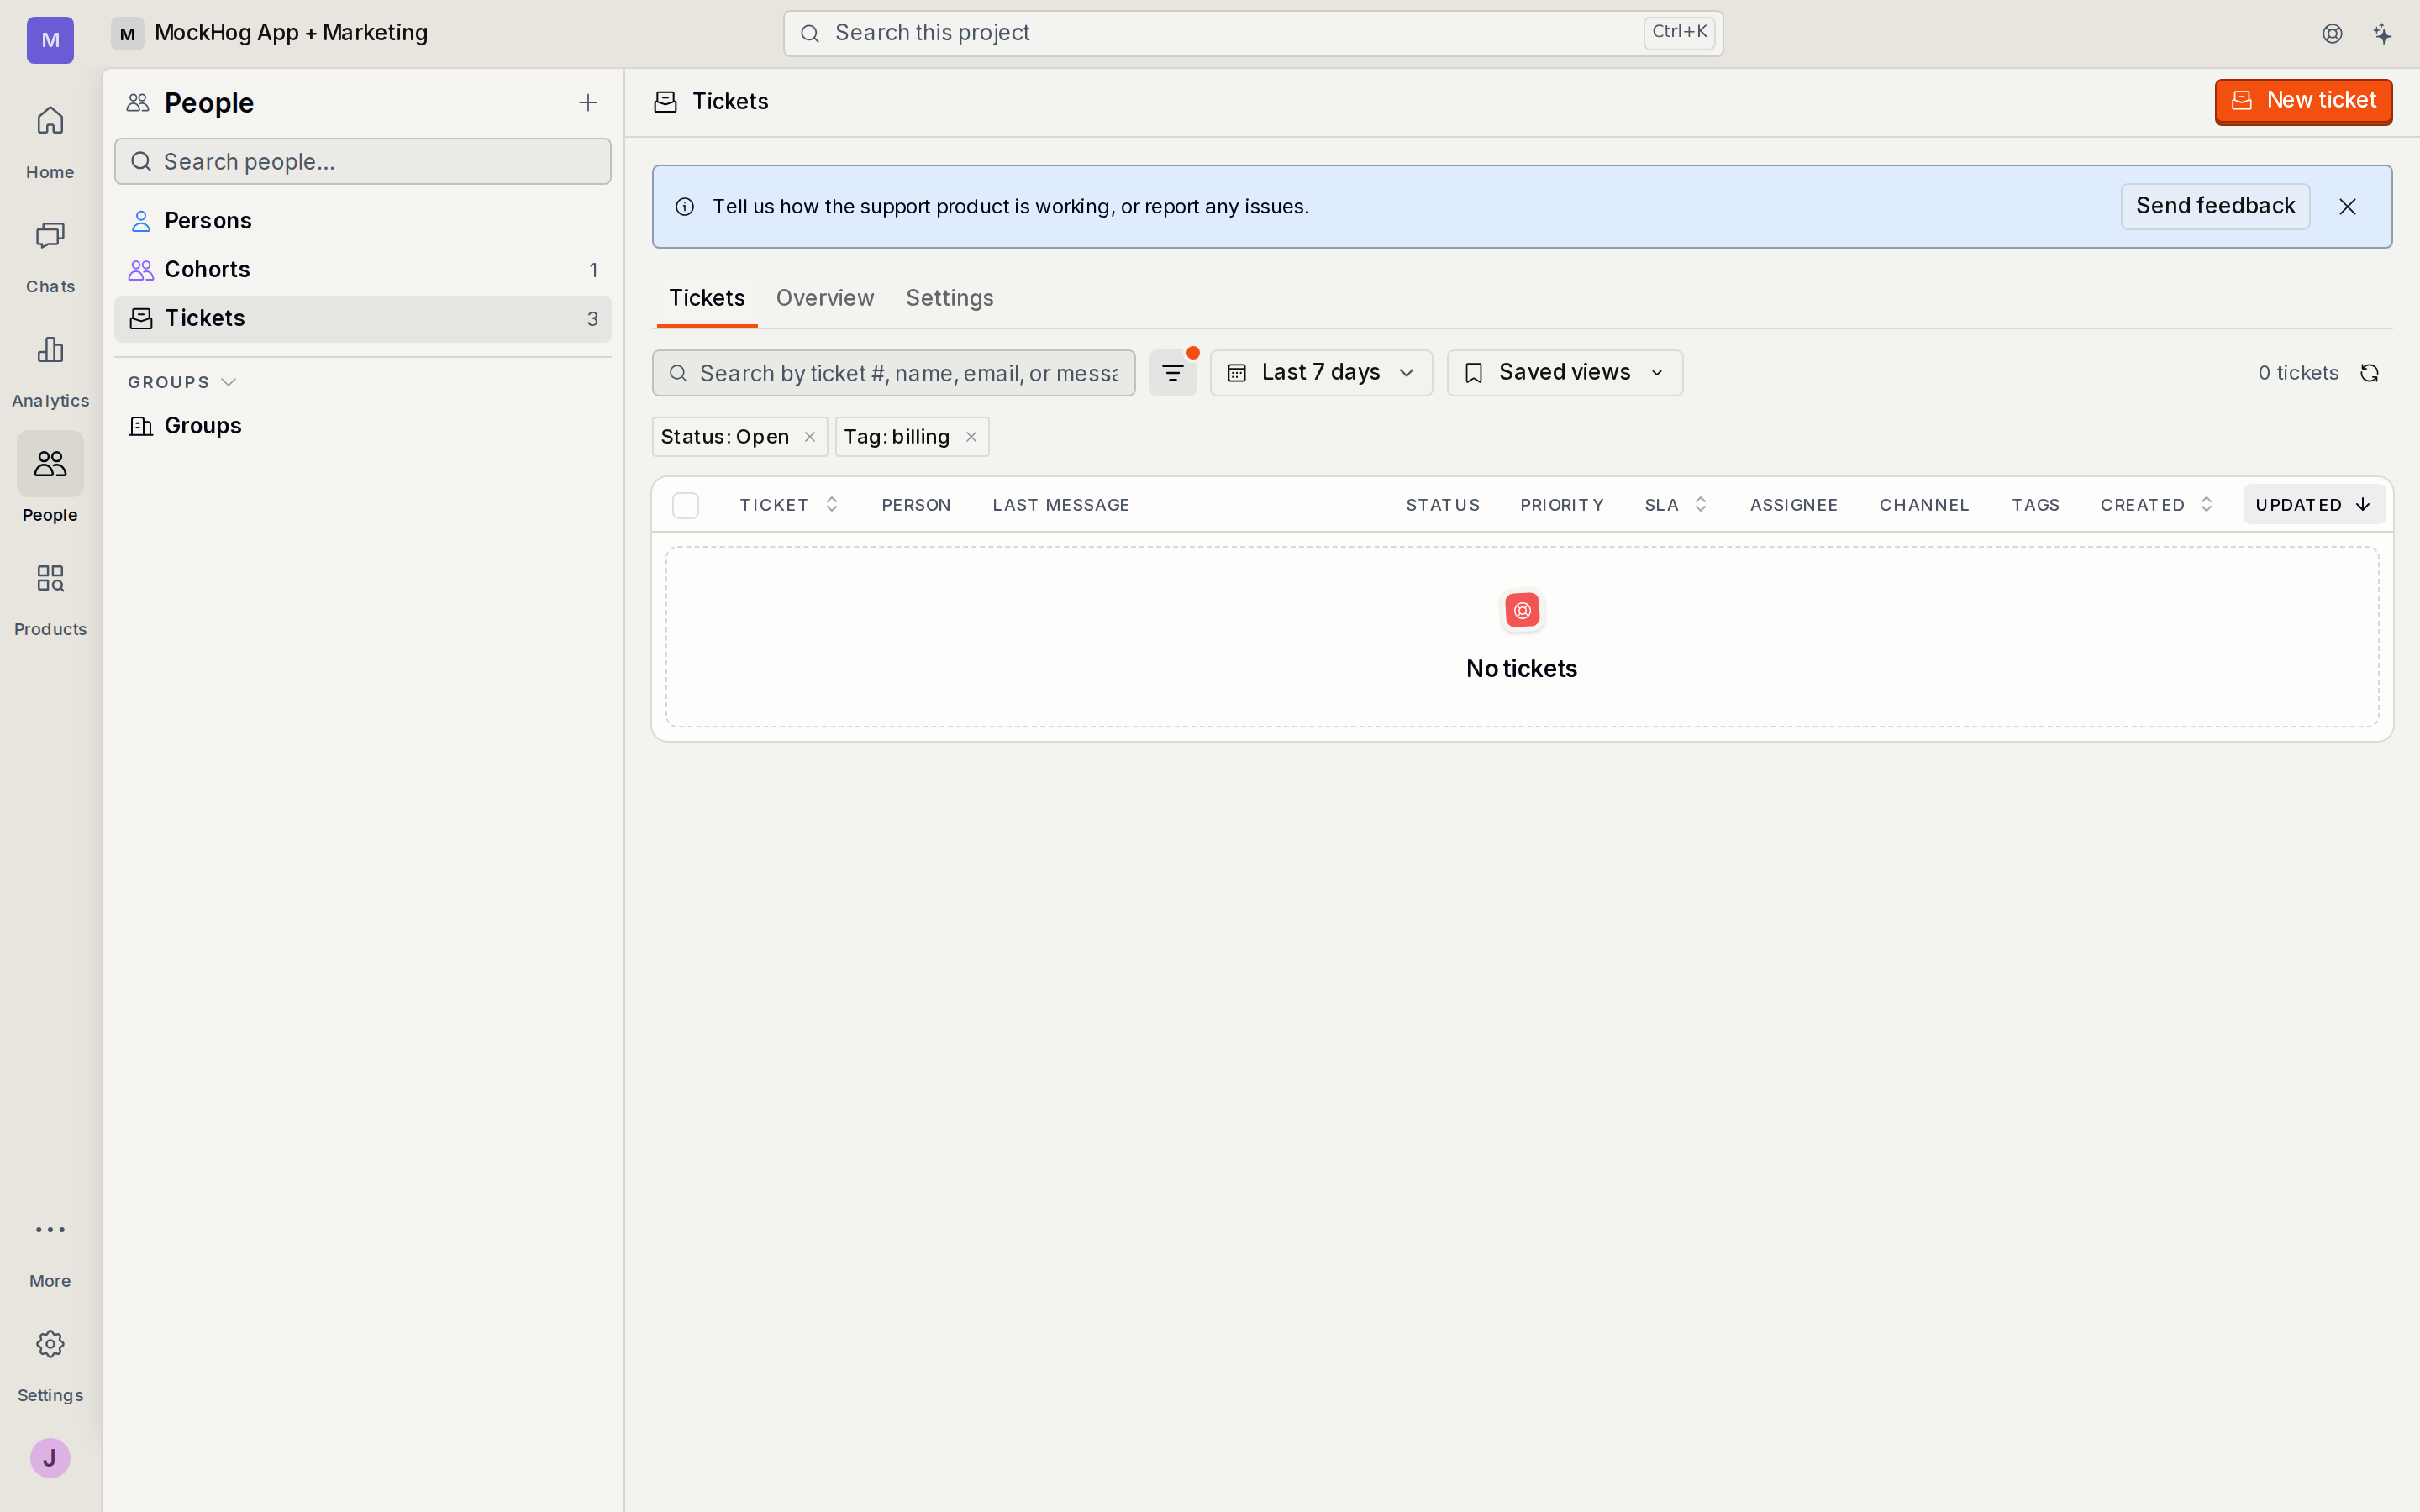 M
M MockHog App + Marketing
Search this project
Ctrl+K
Home
Chats
Analytics
People
Products
More
Settings
J
People
Search people...
Persons
Cohorts 1
Tickets 3
GROUPS
Groups
Tickets
New ticket
Tell us how the support product is working, or report any issues.
Send feedback
Tickets Overview Settings
Search by ticket #, name, email, or messa
Last 7 days
Saved views
0 tickets
Status: Open
Tag: billing
TICKET PERSON LAST MESSAGE STATUS PRIORITY SLA ASSIGNEE CHANNEL TAGS CREATED UPDATED
No tickets